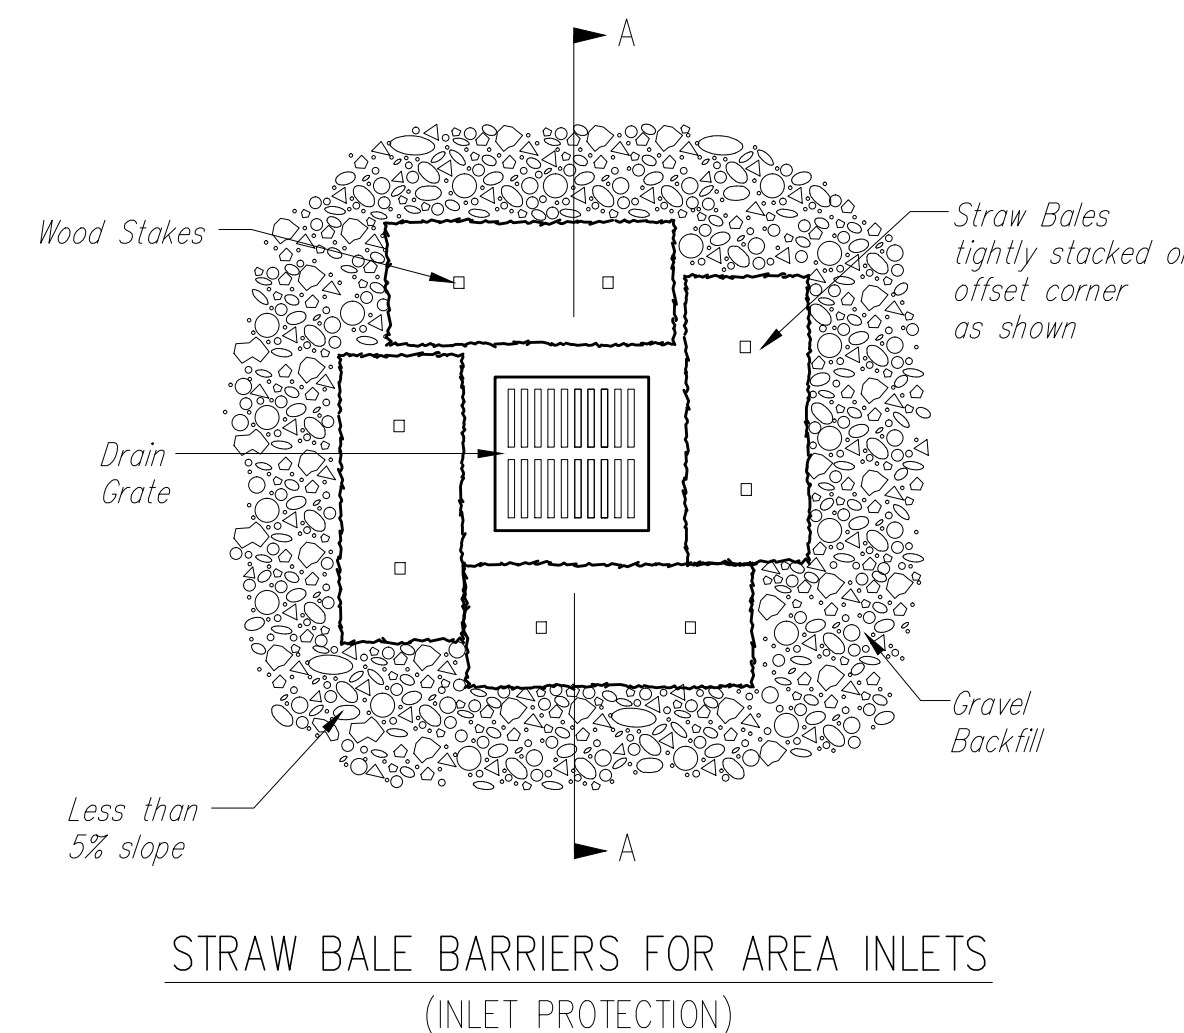 A
Wood Stakes
Straw Bales
tightly stacked
offset corner
as shown
Drain
Grate
Gravel
Backfill
Less than
5% slope
A
STRAW BALE BARRIERS FOR AREA INLETS
(INLET PROTECTION)